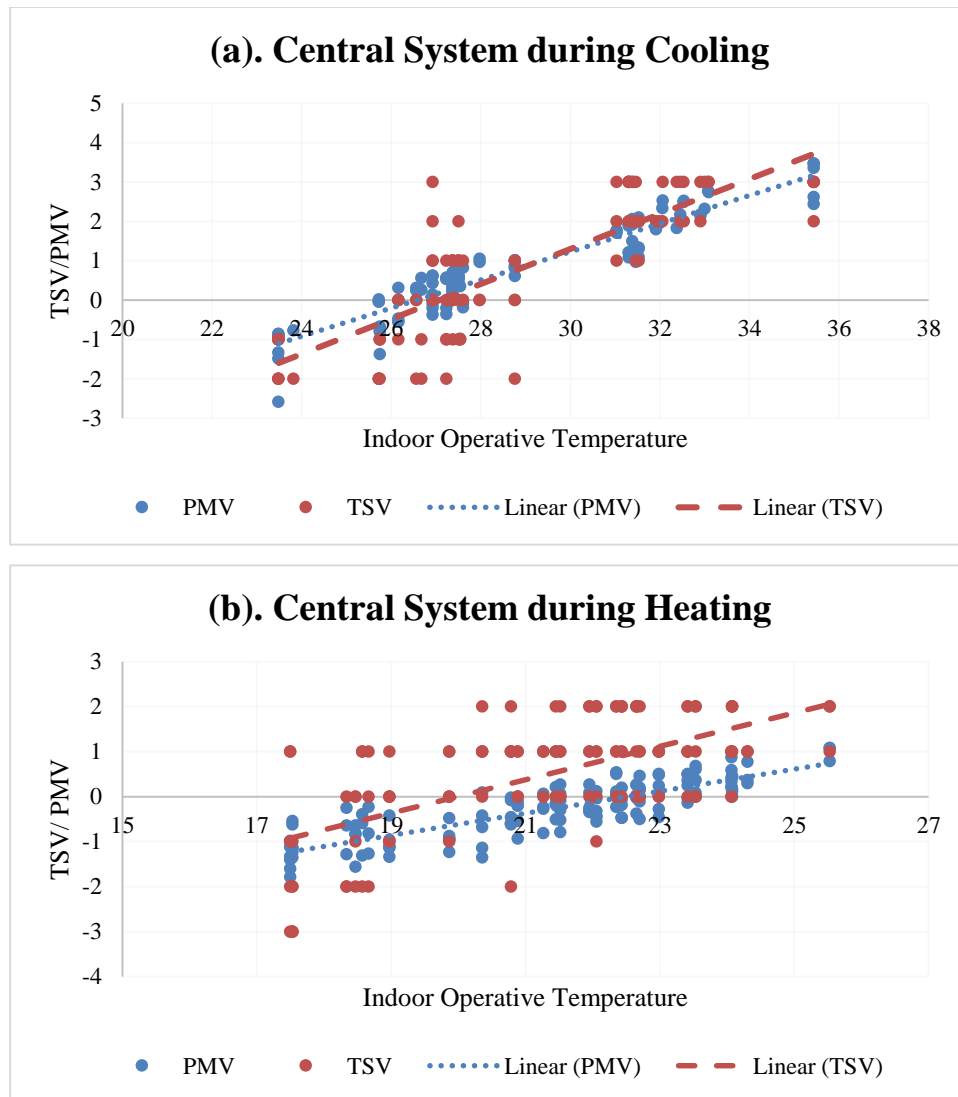 (a). Central System during Cooling
5
4
3
2
1
0
-1
-2
-3
20 22 24 26 28 30 32 34 36 38
TSV/PMV
Indoor Operative Temperature
PMV TSV Linear (PMV) Linear (TSV)
(b). Central System during Heating
3
2
1
0
-1
-2
-3
-4
15 17 19 21 23 25 27
TSV/ PMV
Indoor Operative Temperature
PMV TSV Linear (PMV) Linear (TSV)